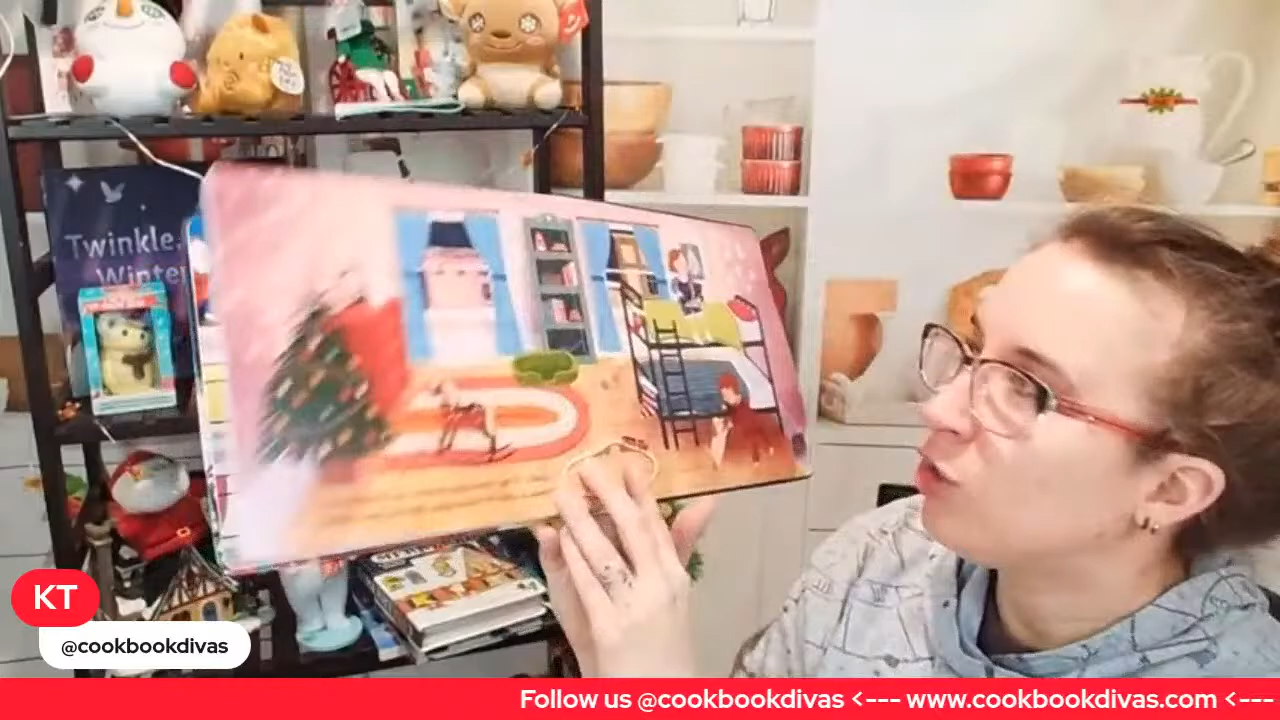 Twinkle,
Winter
KT
@cookbookdivas
Follow us @cookbookdivas <--- www.cookbookdivas.com <---